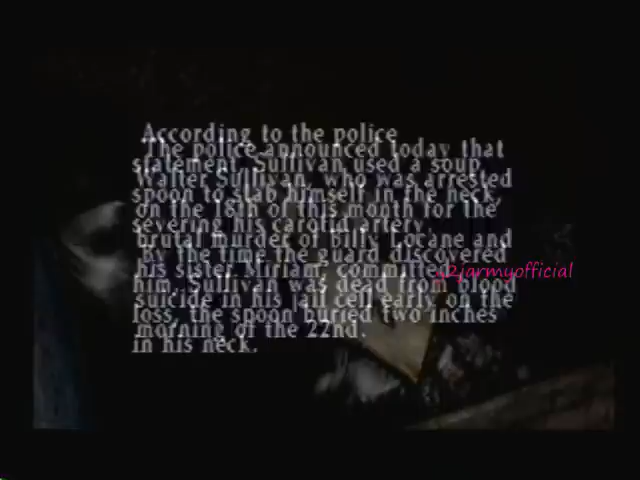 According to the police
The police announced today that
statement, Sullivan used a soup
Walter Sullivan, who was arrested
spoon to stab himself in the neck,
on the 18th of this month for the
severing his carotid artery.
brutal murder of Billy Locane and
By the time the guard discovered
his sister Miriam, committed
him, Sullivan was dead from blood
suicide in his jail cell early on the
loss, the spoon buried two inches
morning of the 22nd.
in his neck.